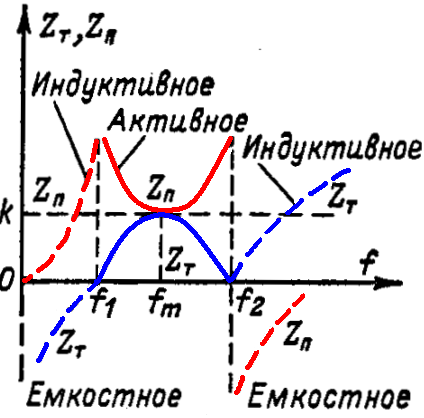 Zт, Zп
Индуктивное
Активное
Индуктивное
k
Zп
Zп
Zт
0
f1
fm
Zт
f2
f
Zт
Zп
Емкостное
Емкостное